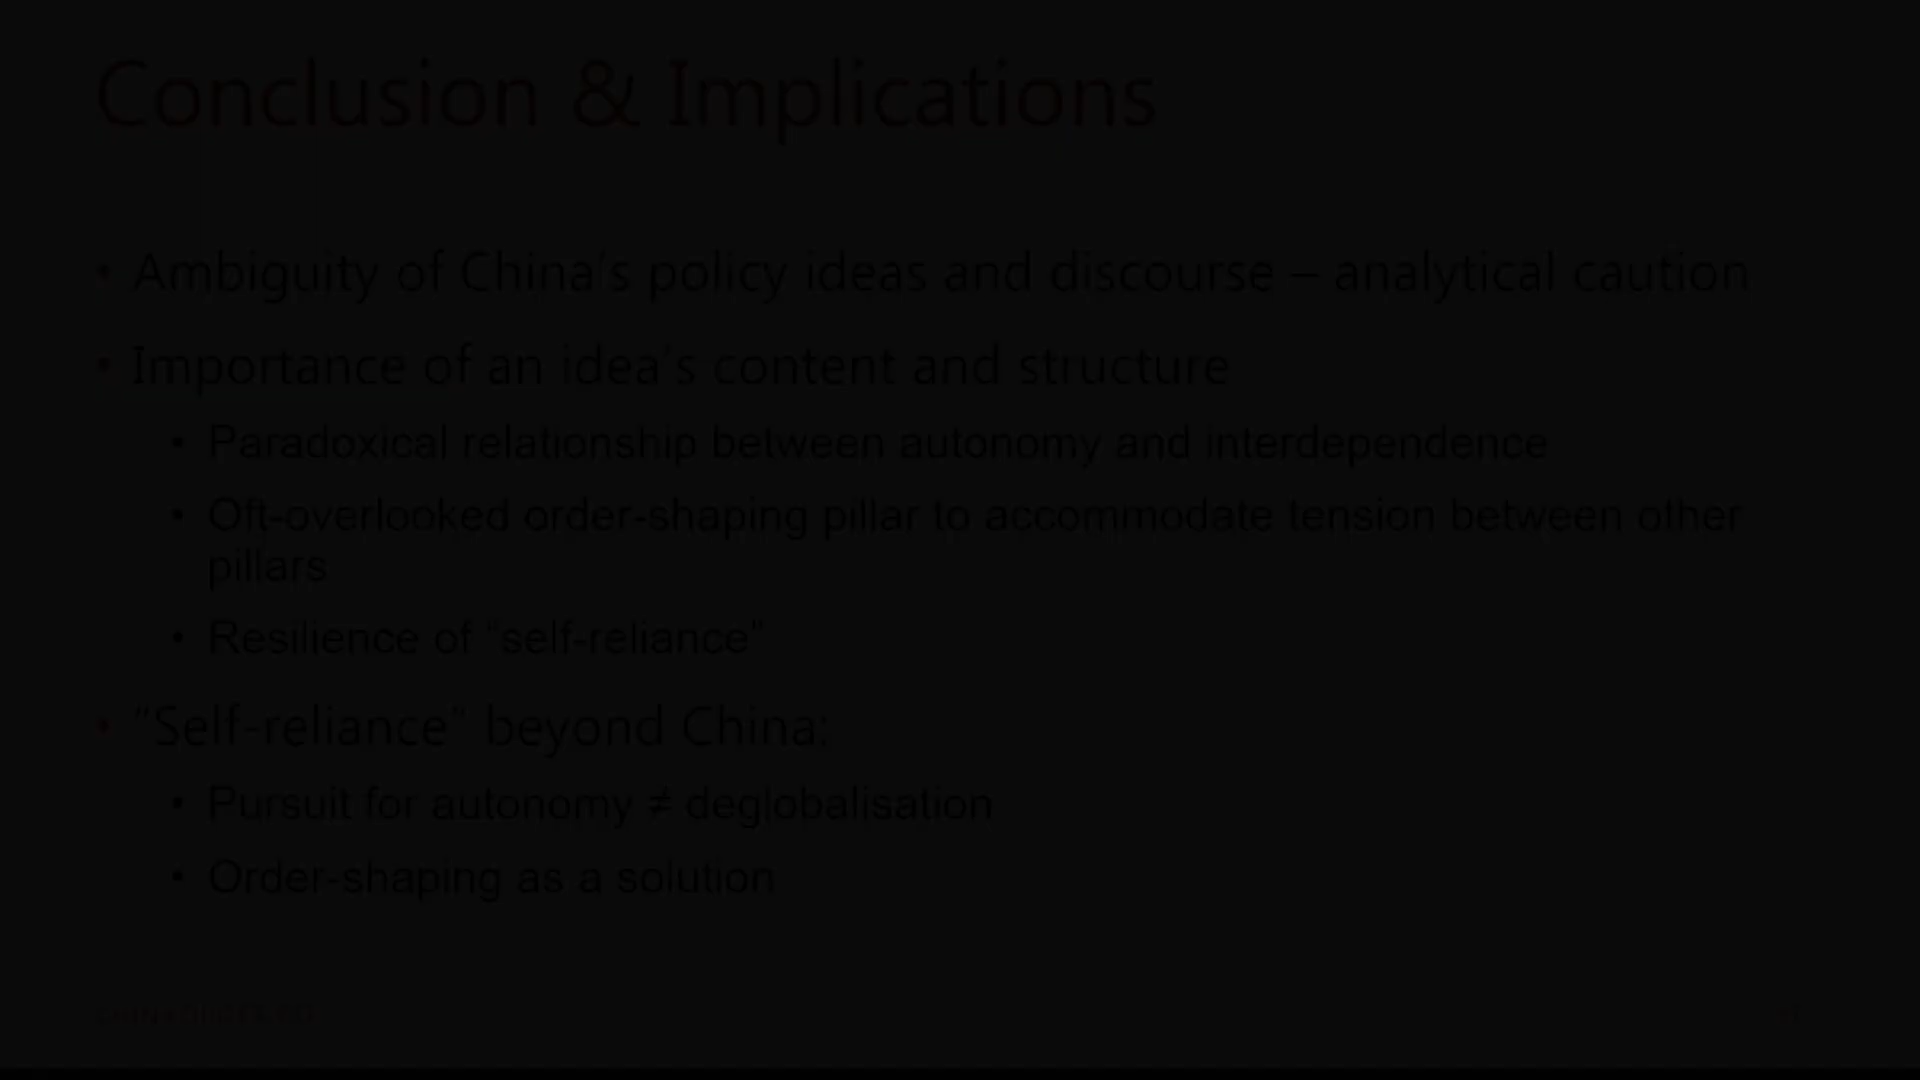 Conclusion & Implications
• Ambiguity of China's policy ideas and discourse – analytical caution
• Importance of an idea's content and structure
• Paradoxical relationship between autonomy and interdependence
• Oft-overlooked order-shaping pillar to accommodate tension between other
pillars
• Resilience of "self-reliance"
• "Self-reliance" beyond China:
• Pursuit for autonomy ≠ deglobalisation
• Order-shaping as a solution